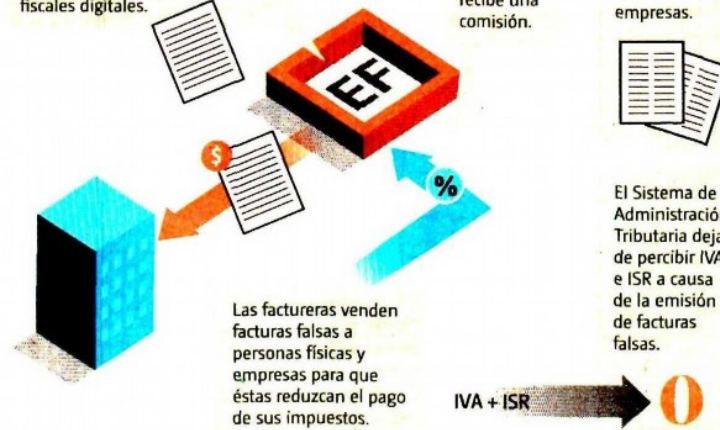 fiscales digitales.
recibe una
comisión.
empresas.
EF
$
%
Las factureras venden
facturas falsas a
personas físicas y
empresas para que
éstas reduzcan el pago
de sus impuestos.
El Sistema de
Administració
Tributaria deja
de percibir IVA
e ISR a causa
de la emisión
de facturas
falsas.
IVA + ISR
0